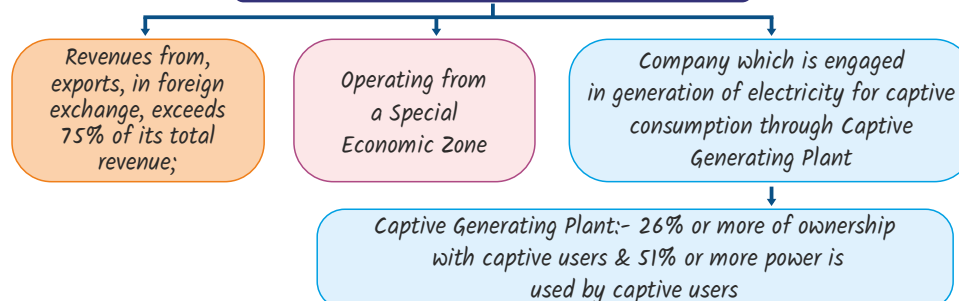 Revenues from,
exports, in foreign
exchange, exceeds
75% of its total
revenue;
Operating from
a Special
Economic Zone
Company which is engaged
in generation of electricity for captive
consumption through Captive
Generating Plant
Captive Generating Plant:- 26% or more of ownership
with captive users & 51% or more power is
used by captive users